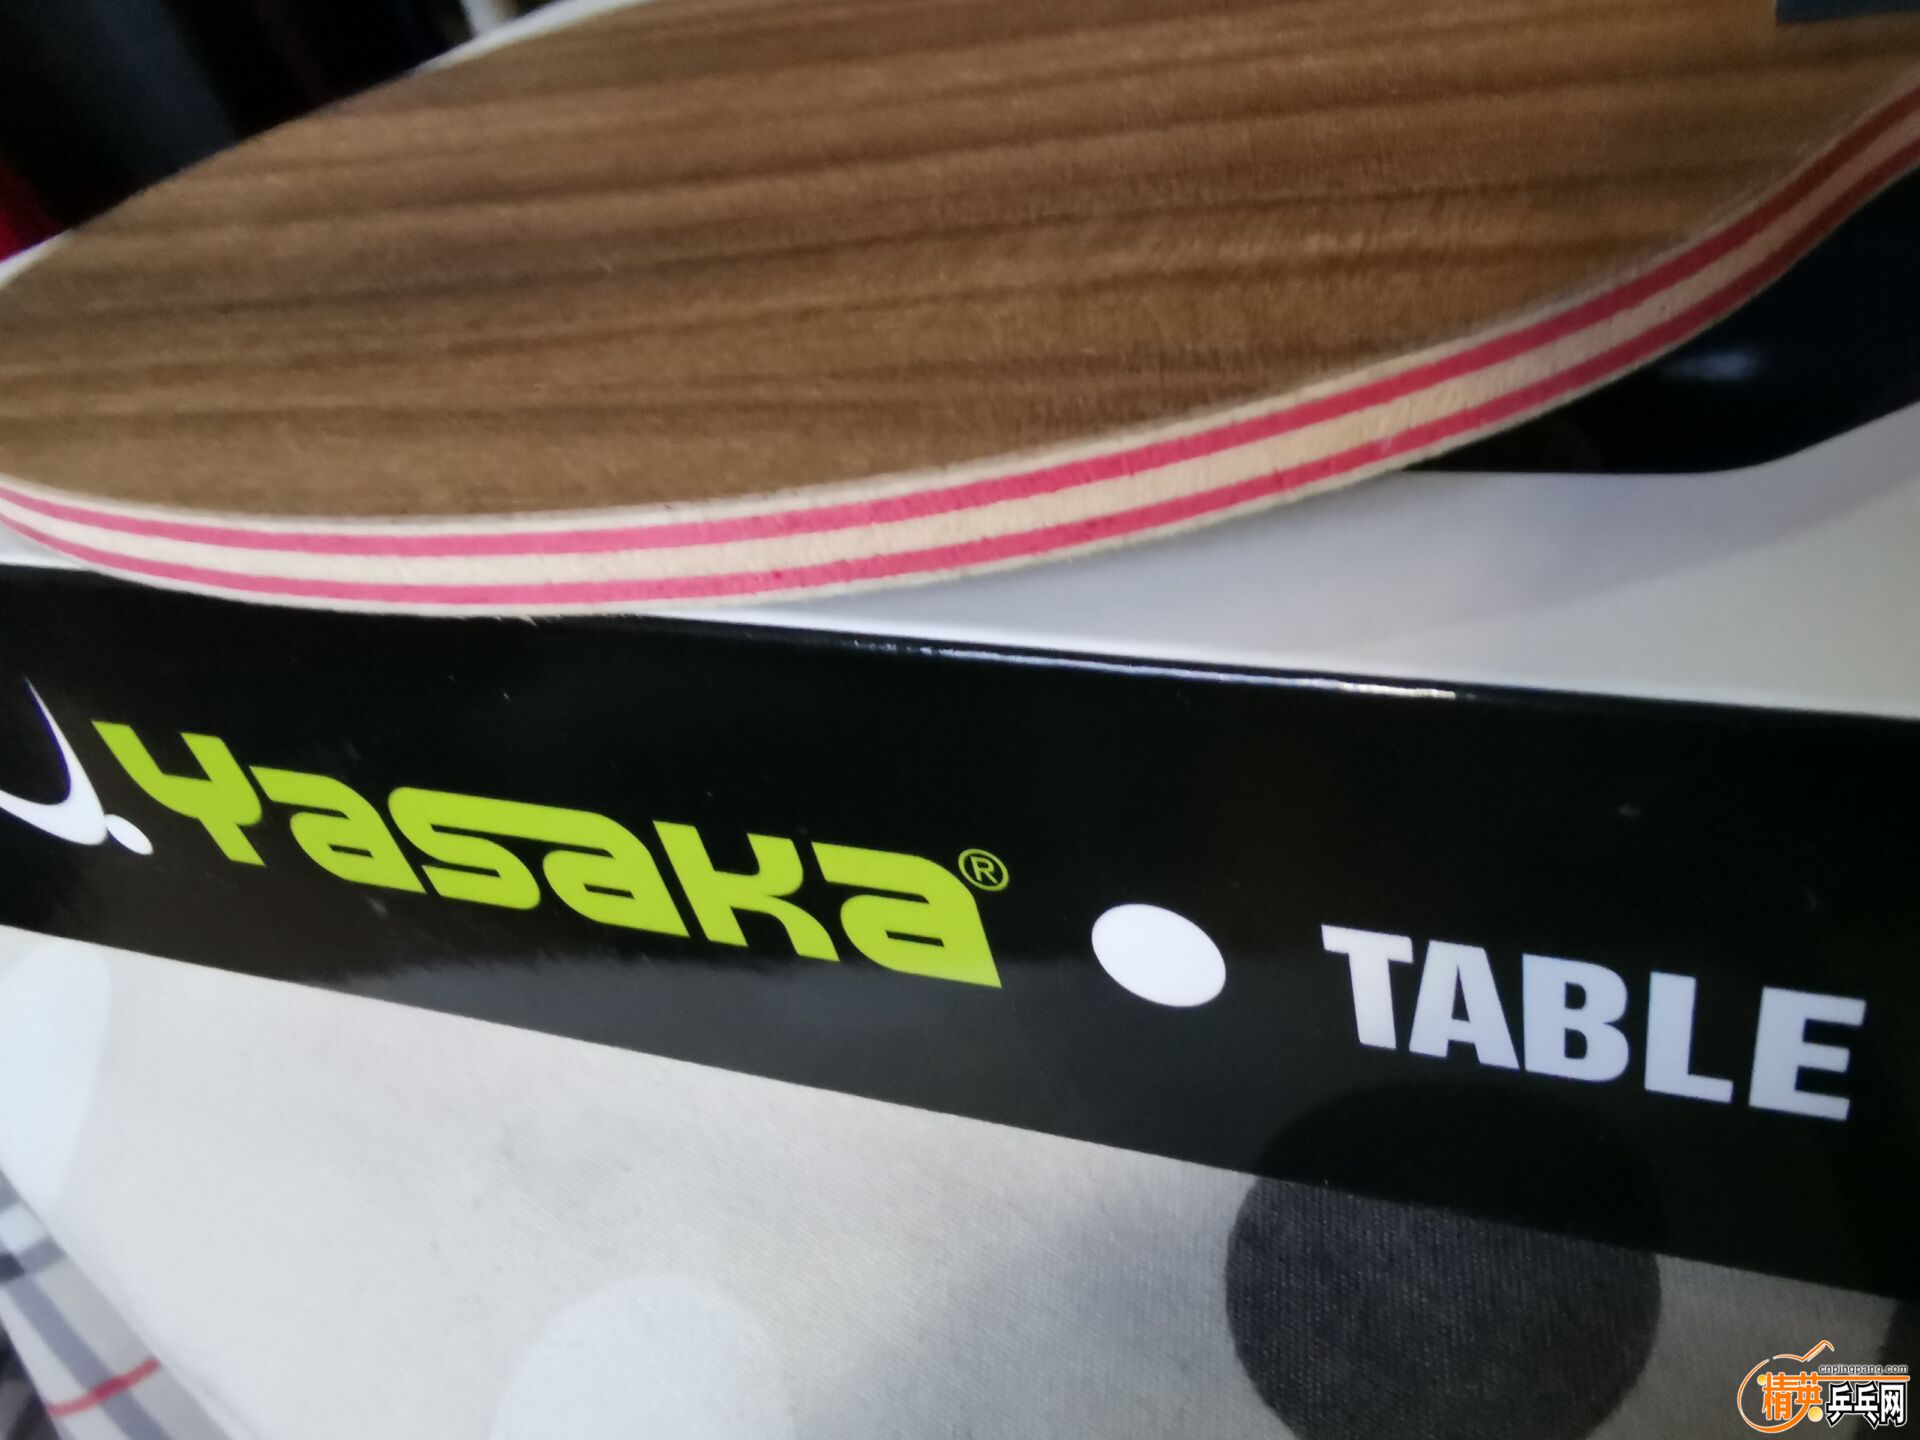 Yasaka® TABLE
cnpingpang.com
精英乒乓网